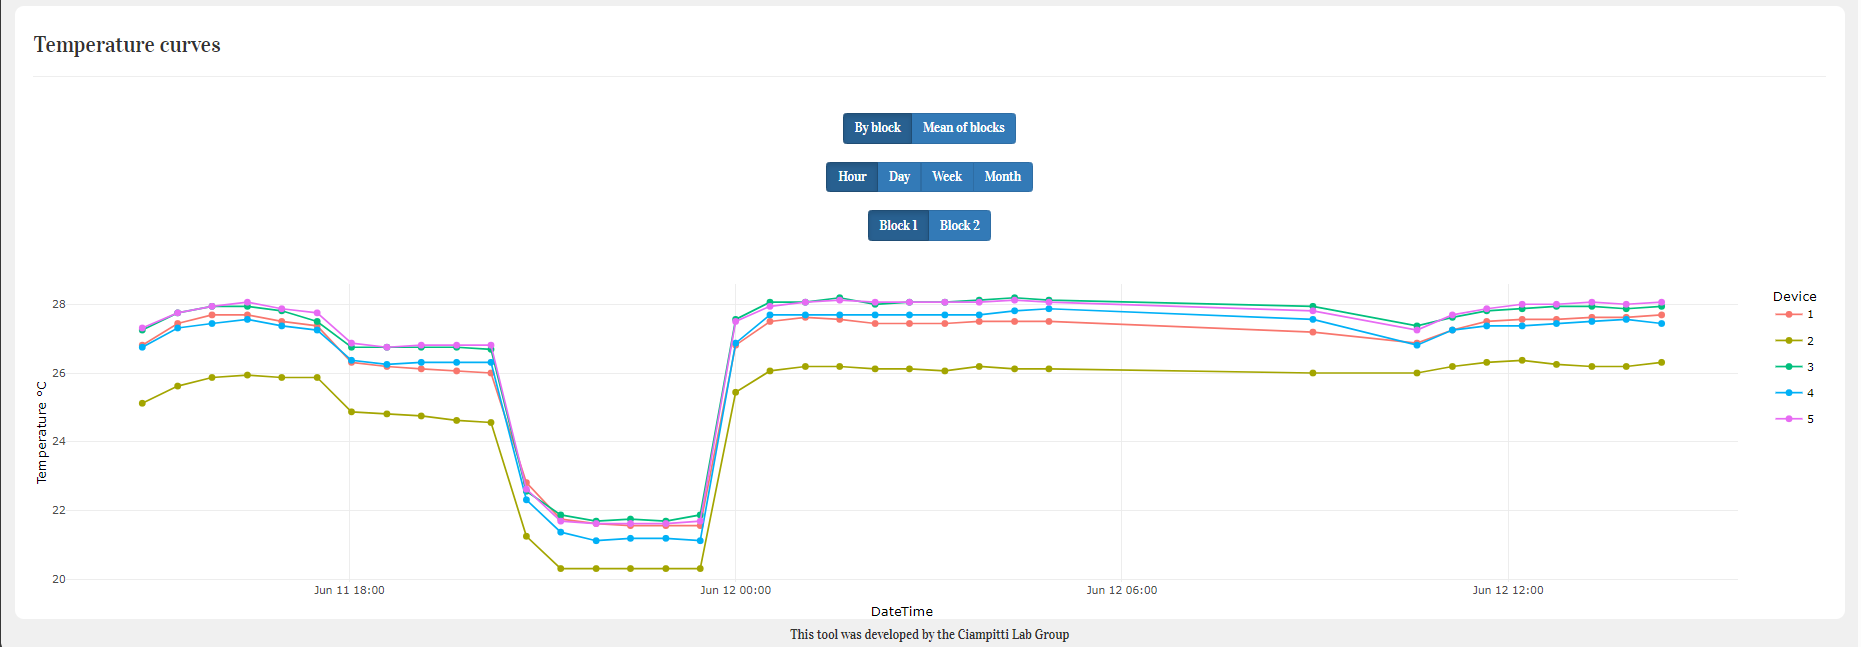 Temperature curves
By block Mean of blocks
Hour Day Week Month
Block 1 Block 2
Temperature ºC
28
26
24
22
20
Jun 11 18:00 Jun 12 00:00 Jun 12 06:00 Jun 12 12:00
DateTime
Device
1
2
3
4
5
This tool was developed by the Ciampitti Lab Group